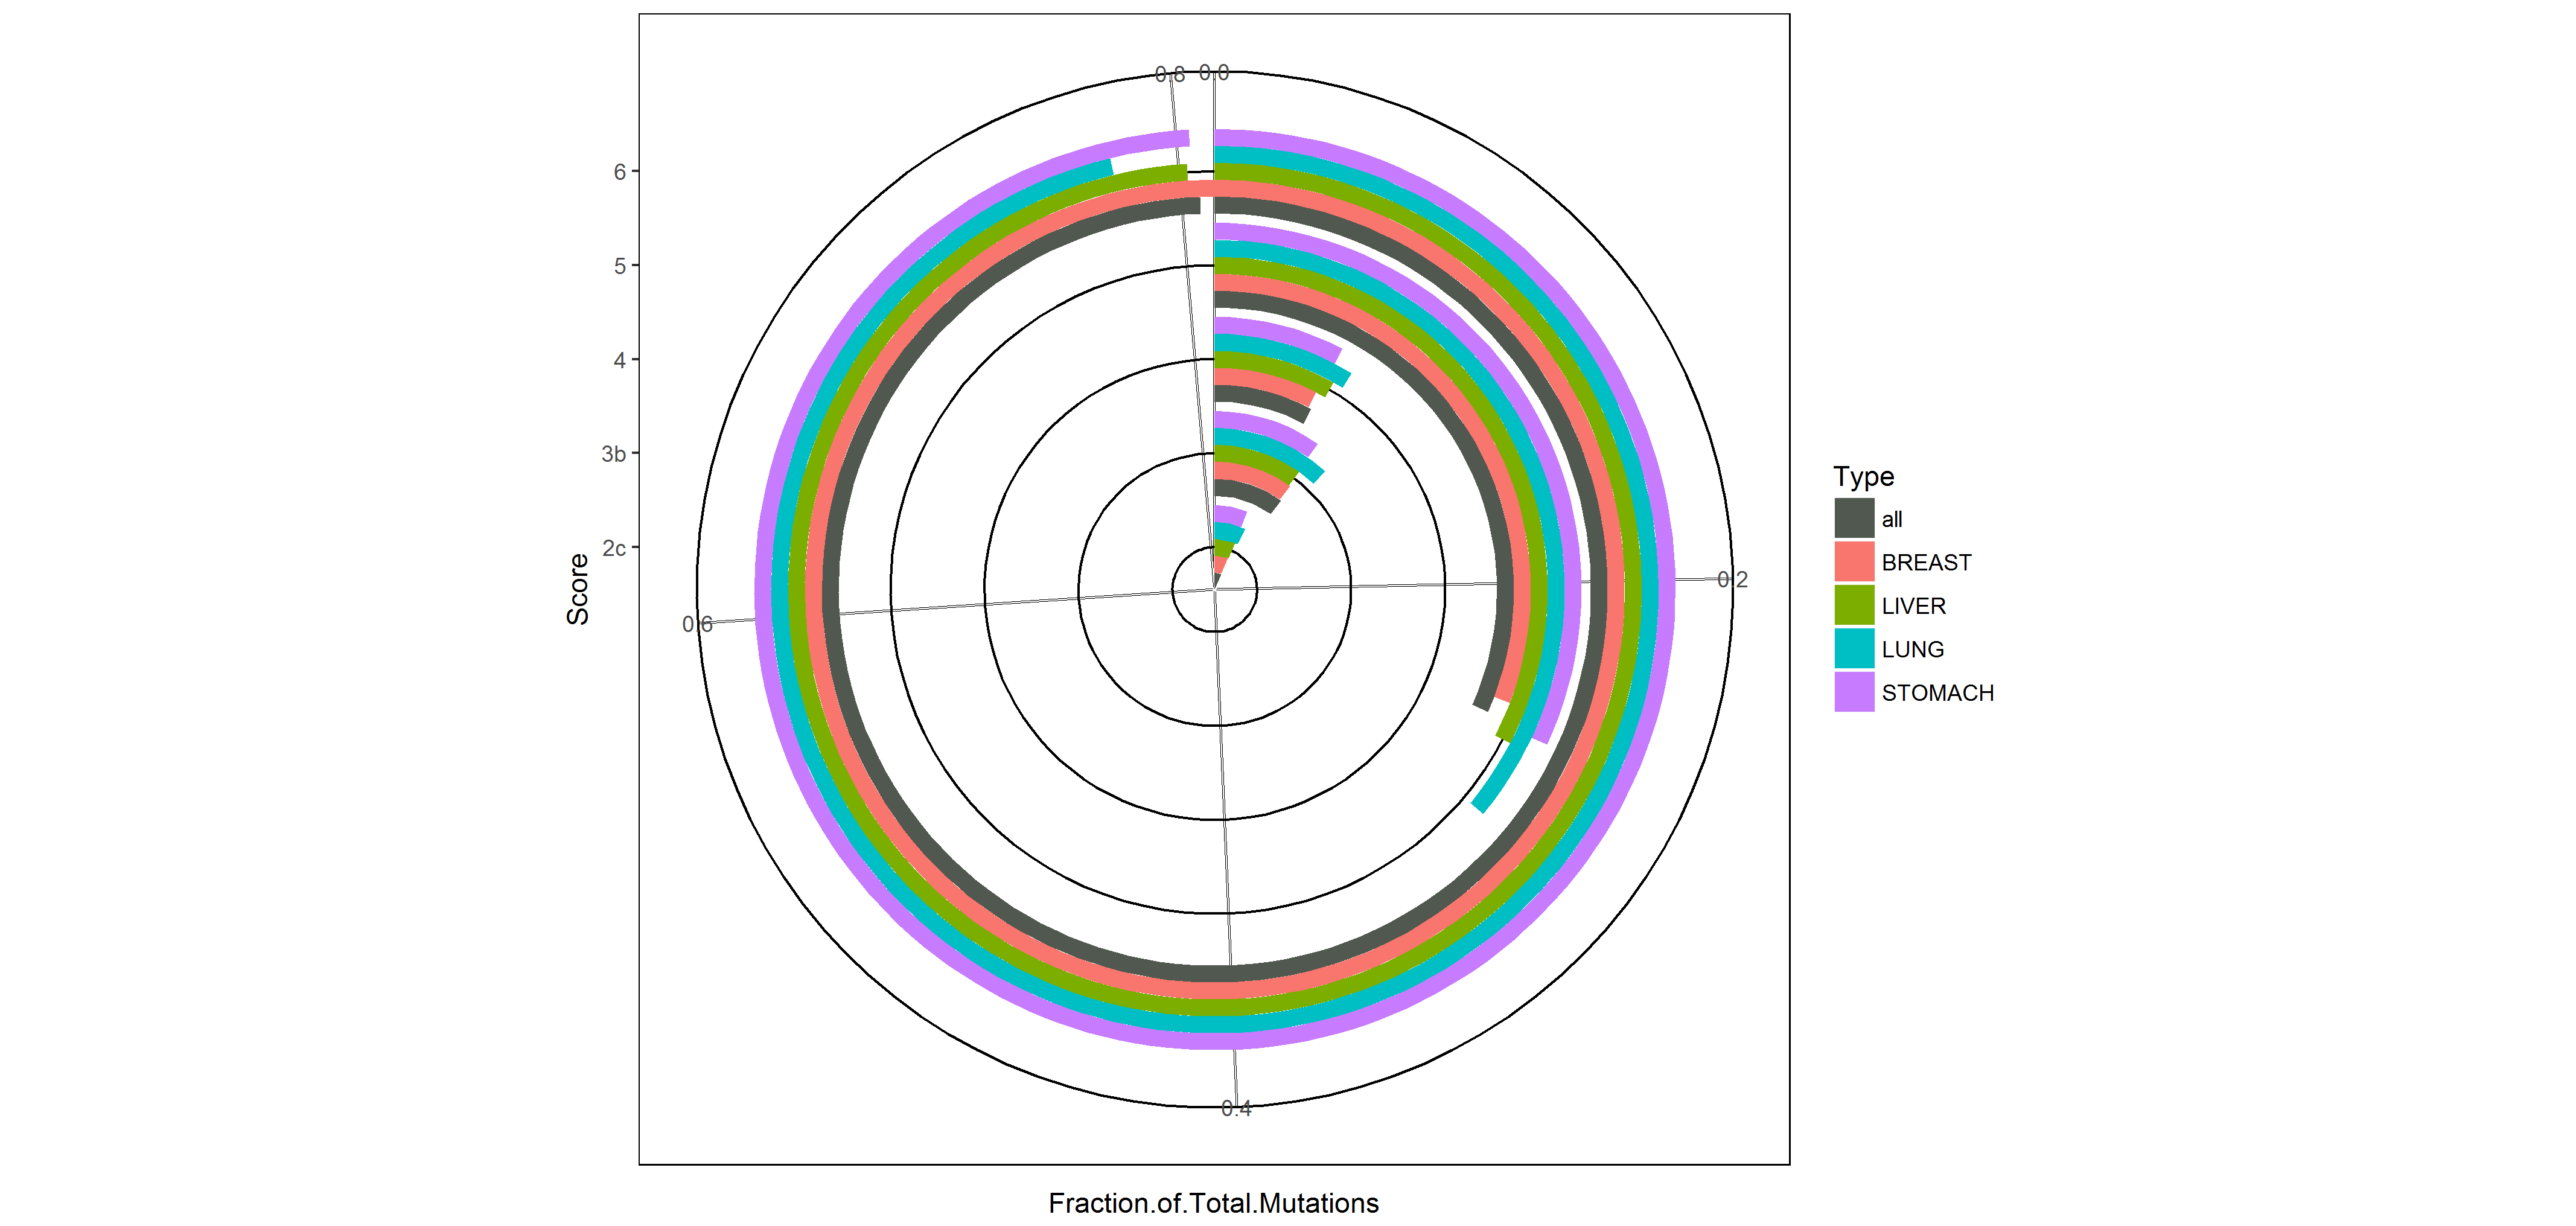 0.8 0.0
6
5
4
3b
2c
Score
0.6
0.2
0.4
Fraction.of.Total.Mutations
Type
all
BREAST
LIVER
LUNG
STOMACH